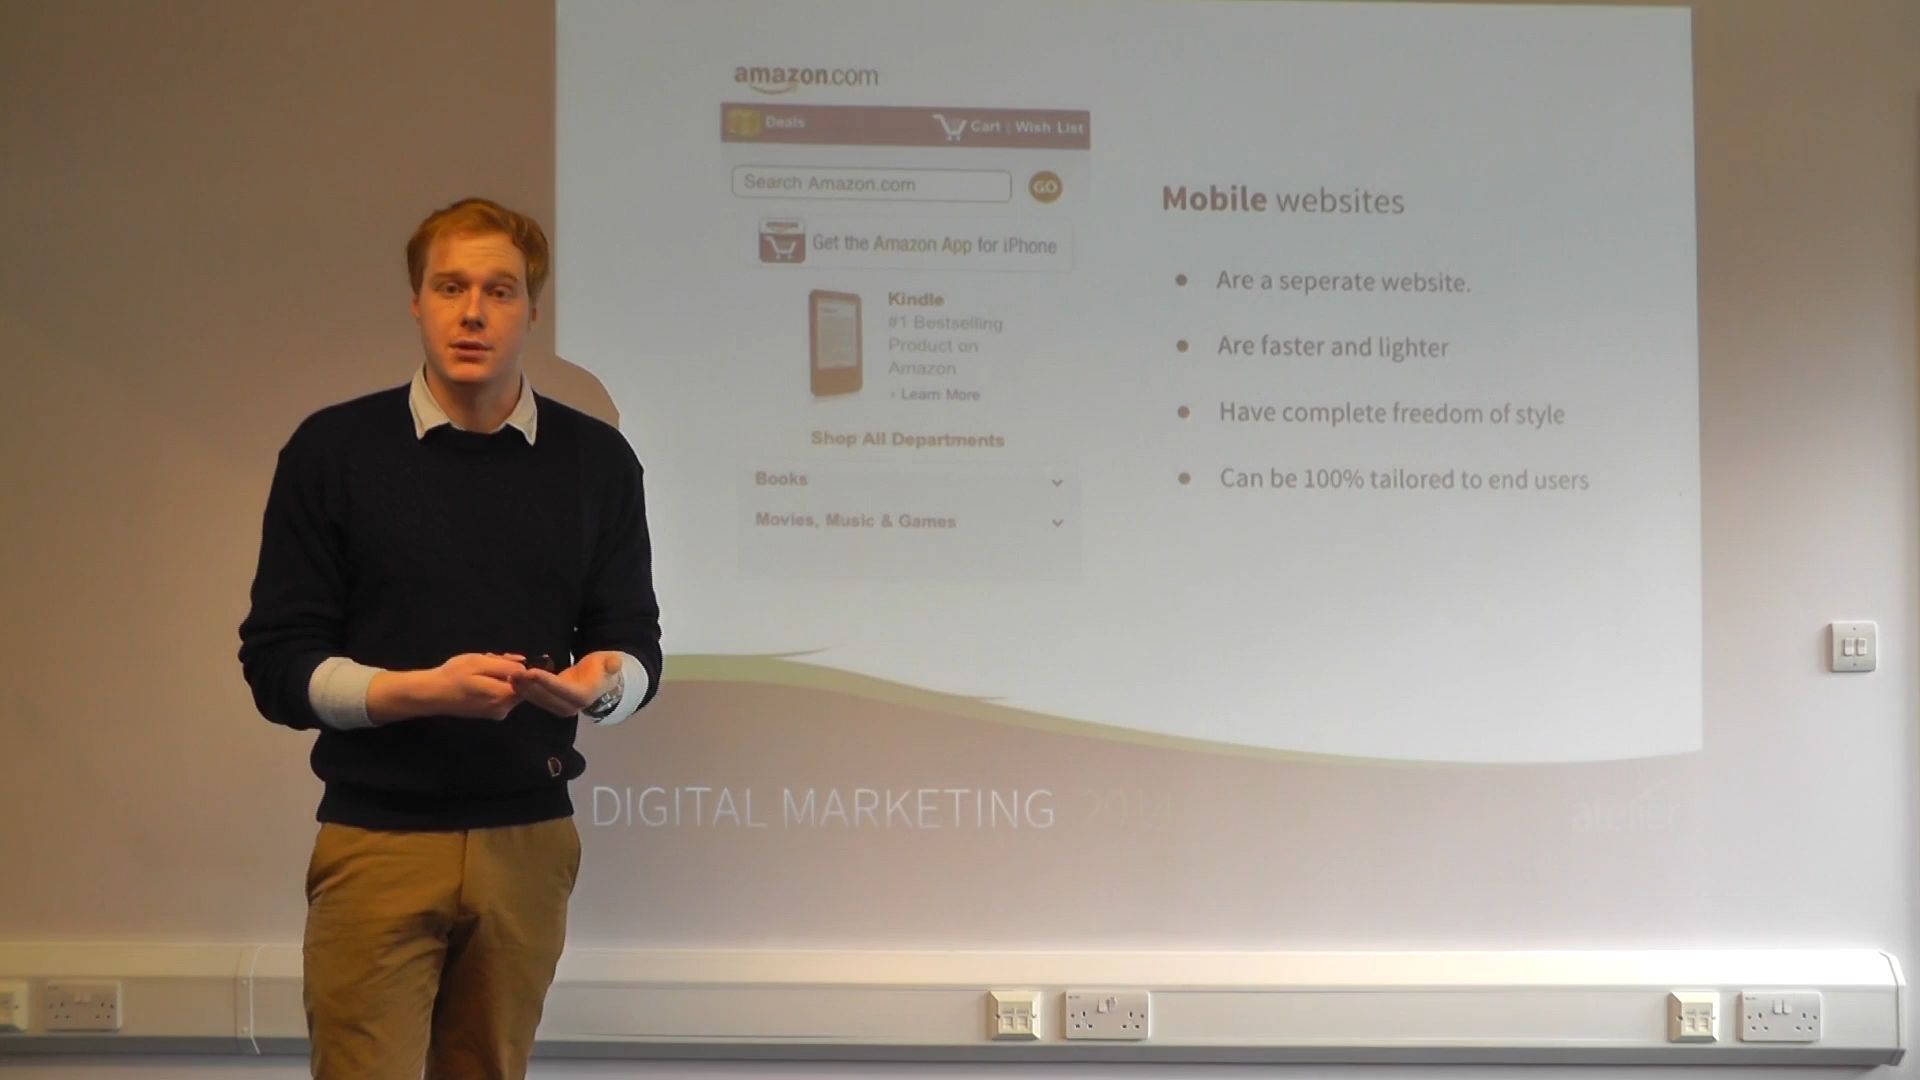 amazon.com
Deals
Cart | Wish List
Search Amazon.com
GO
Get the Amazon App for iPhone
Kindle
#1 Bestselling
Product on
Amazon
› Learn More
Shop All Departments
Books
Movies, Music & Games
Mobile websites
• Are a seperate website.
• Are faster and lighter
• Have complete freedom of style
• Can be 100% tailored to end users
DIGITAL MARKETING 2014
atelier